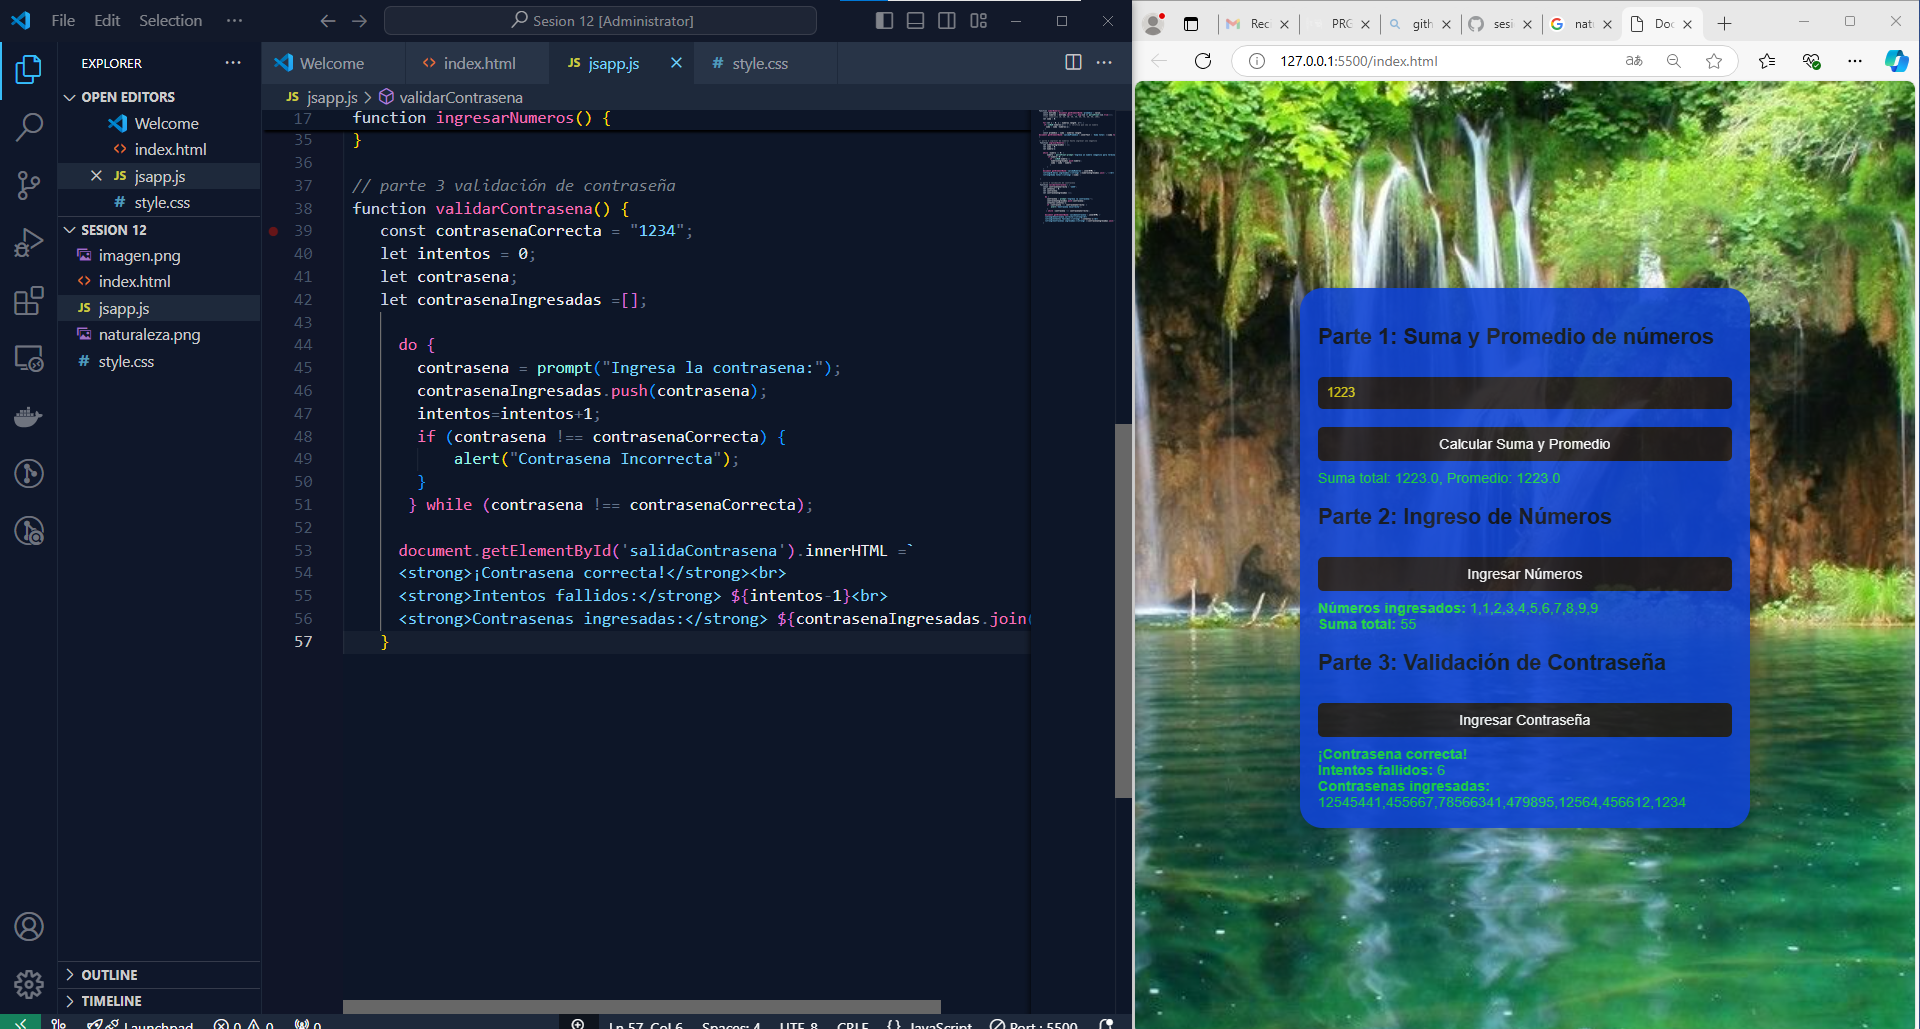 File Edit Selection ··· Sesion 12 [Administrator]
EXPLORER ···
OPEN EDITORS
Welcome
index.html
JS jsapp.js
# style.css
SESION 12
imagen.png
index.html
JS jsapp.js
naturaleza.png
# style.css
OUTLINE
TIMELINE
Welcome index.html JS jsapp.js # style.css
JS jsapp.js > validarContrasena
17 function ingresarNumeros() {
35 }
36
37 // parte 3 validación de contraseña
38 function validarContrasena() {
39 const contrasenaCorrecta = "1234";
40 let intentos = 0;
41 let contrasena;
42 let contrasenaIngresadas =[];
43
44 do {
45 contrasena = prompt("Ingresa la contrasena:");
46 contrasenaIngresadas.push(contrasena);
47 intentos=intentos+1;
48 if (contrasena !== contrasenaCorrecta) {
49 alert("Contrasena Incorrecta");
50 }
51 } while (contrasena !== contrasenaCorrecta);
52
53 document.getElementById('salidaContrasena').innerHTML =`
54 <strong>¡Contrasena correcta!</strong><br>
55 <strong>Intentos fallidos:</strong> ${intentos-1}<br>
56 <strong>Contrasenas ingresadas:</strong> ${contrasenaIngresadas.join(
57 }
Launchpad 0 0 0 Ln 57, Col 6 Spaces: 4 UTF-8 CRLF {} JavaScript Port : 5500
Rec PRG gith sesi nat Doc
127.0.0.1:5500/index.html
Parte 1: Suma y Promedio de números
1223
Calcular Suma y Promedio
Suma total: 1223.0, Promedio: 1223.0
Parte 2: Ingreso de Números
Ingresar Números
Números ingresados: 1,1,2,3,4,5,6,7,8,9,9
Suma total: 55
Parte 3: Validación de Contraseña
Ingresar Contraseña
¡Contrasena correcta!
Intentos fallidos: 6
Contrasenas ingresadas:
12545441,455667,78566341,479895,12564,456612,1234